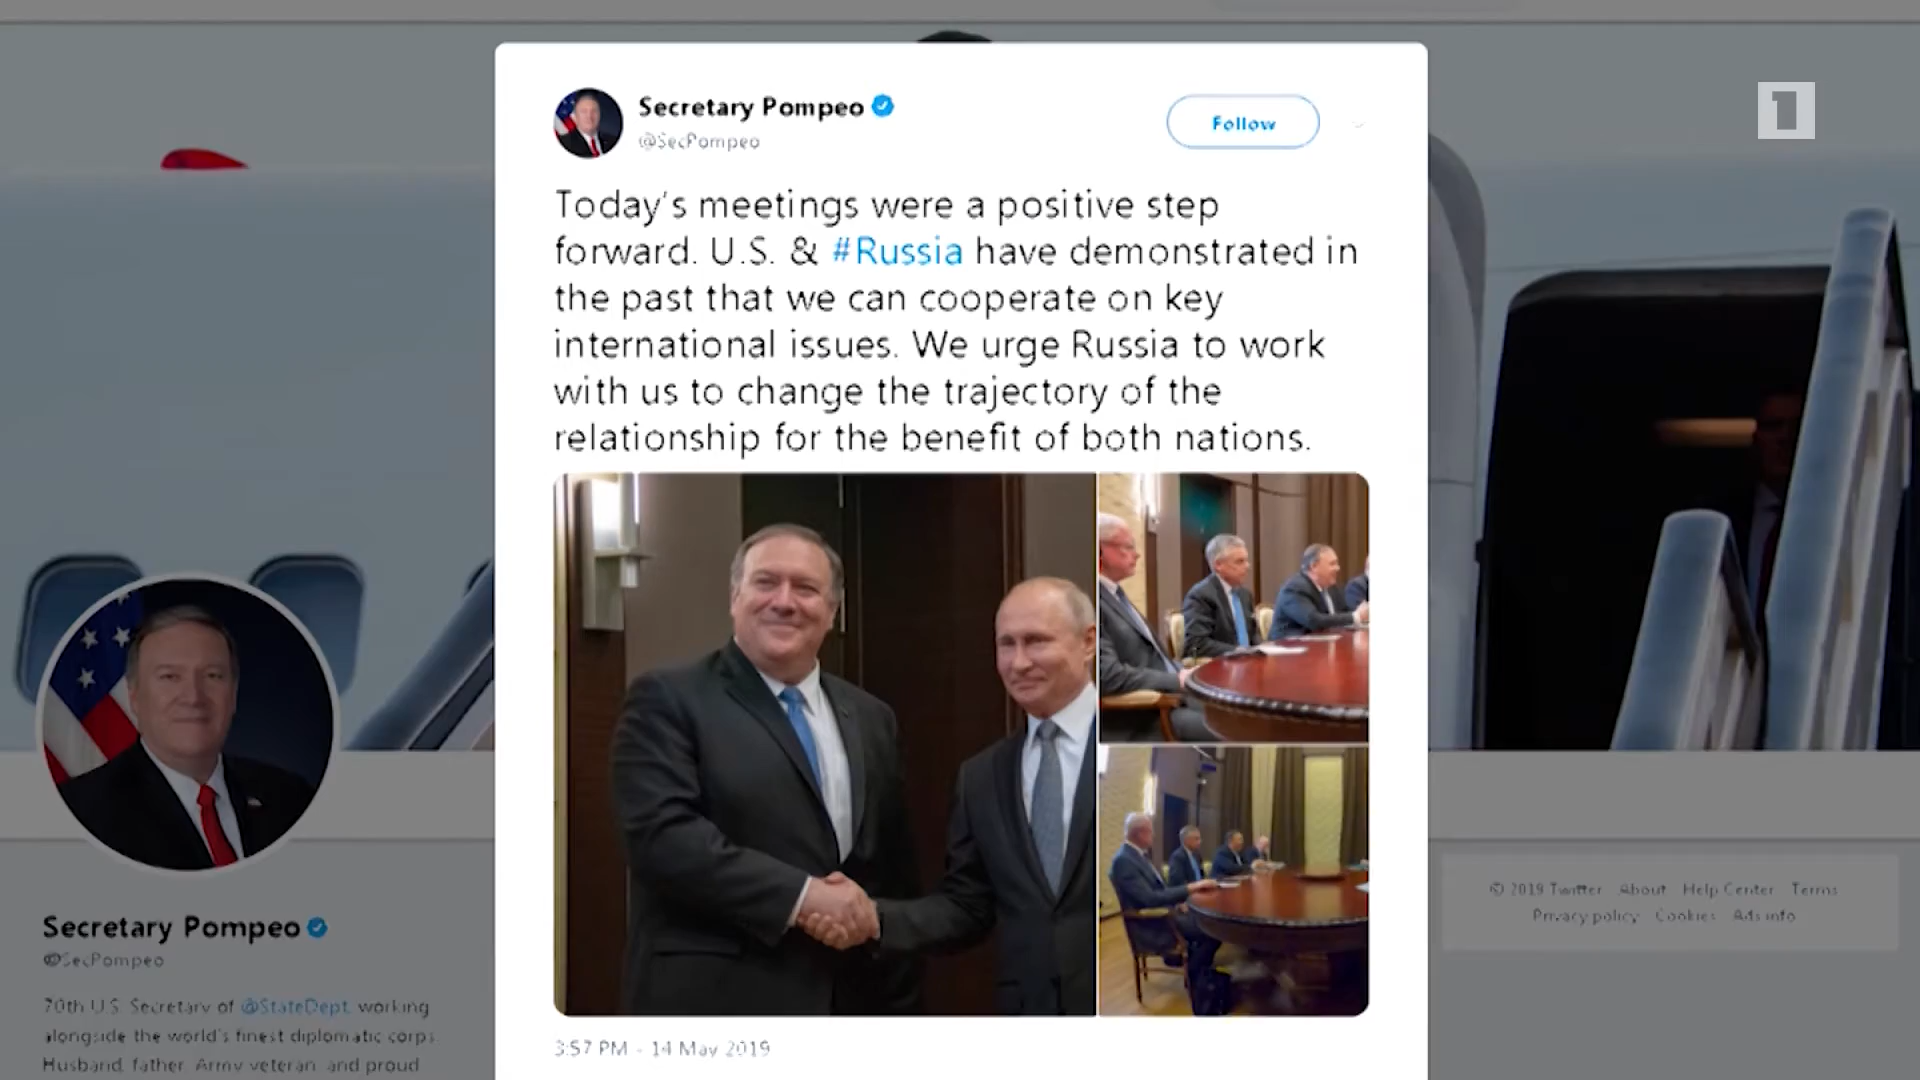 1
Secretary Pompeo
@SecPompeo
Follow
Today's meetings were a positive step
forward. U.S. & #Russia have demonstrated in
the past that we can cooperate on key
international issues. We urge Russia to work
with us to change the trajectory of the
relationship for the benefit of both nations.
3:57 PM - 14 May 2019
Secretary Pompeo
@SecPompeo
70th U.S. Secretary of @StateDept, working
alongside the world's finest diplomatic corps.
Husband, father, Army veteran, and proud
© 2019 Twitter About Help Center Terms
Privacy policy Cookies Ads info